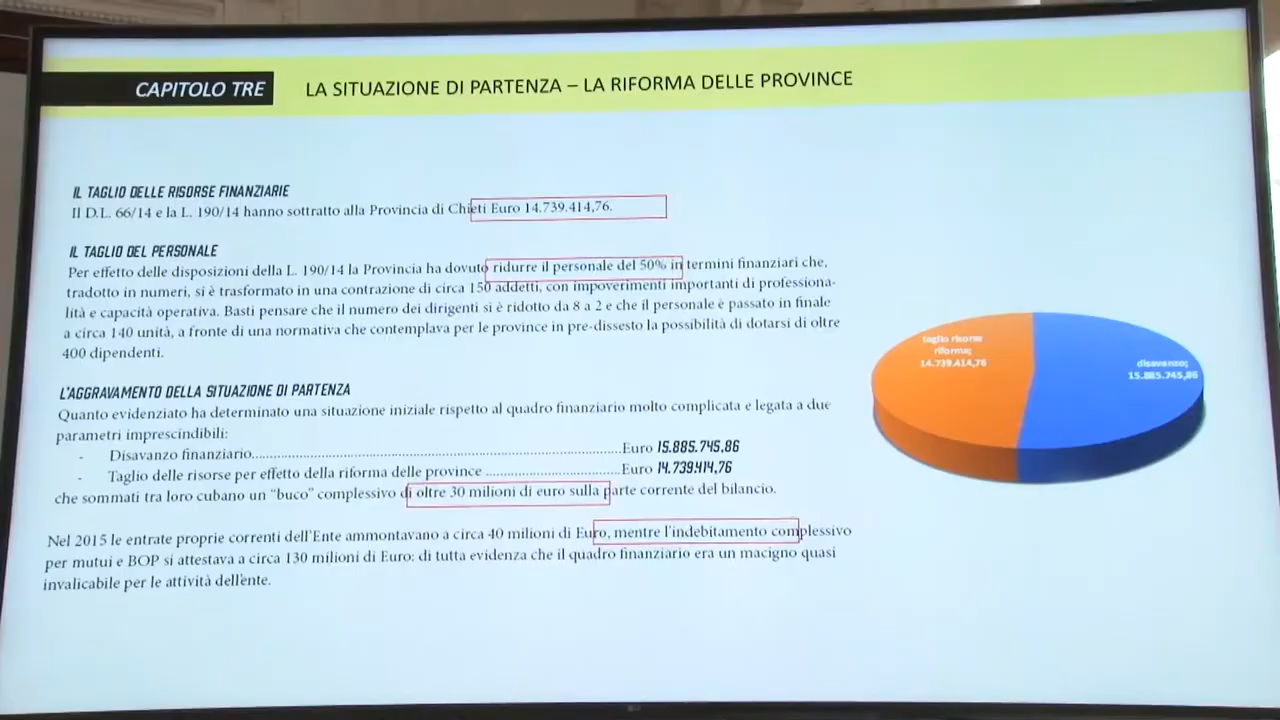 CAPITOLO TRE
LA SITUAZIONE DI PARTENZA – LA RIFORMA DELLE PROVINCE
IL TAGLIO DELLE RISORSE FINANZIARIE
Il D.L. 66/14 e la L. 190/14 hanno sottratto alla Provincia di Chieti Euro 14.739.414,76.
IL TAGLIO DEL PERSONALE
Per effetto delle disposizioni della L. 190/14 la Provincia ha dovuto ridurre il personale del 50% in termini finanziari che,
tradotto in numeri, si è trasformato in una contrazione di circa 150 addetti, con impoverimenti importanti di professiona-
lità e capacità operativa. Basti pensare che il numero dei dirigenti si è ridotto da 8 a 2 e che il personale è passato in finale
a circa 140 unità, a fronte di una normativa che contemplava per le province in pre-dissesto la possibilità di dotarsi di oltre
400 dipendenti.
L'AGGRAVAMENTO DELLA SITUAZIONE DI PARTENZA
Quanto evidenziato ha determinato una situazione iniziale rispetto al quadro finanziario molto complicata e legata a due
parametri imprescindibili:
- Disavanzo finanziario....................Euro 15.885.745.86
- Taglio delle risorse per effetto della riforma delle province ....................Euro 14.739.414,76
che sommati tra loro cubano un "buco" complessivo di oltre 30 milioni di euro sulla parte corrente del bilancio.
Nel 2015 le entrate proprie correnti dell'Ente ammontavano a circa 40 milioni di Euro, mentre l'indebitamento complessivo
per mutui e BOP si attestava a circa 130 milioni di Euro: di tutta evidenza che il quadro finanziario era un macigno quasi
invalicabile per le attività dell'ente.
taglio risorse
riforma;
14.739.414,76
disavanzo;
15.885.745,86